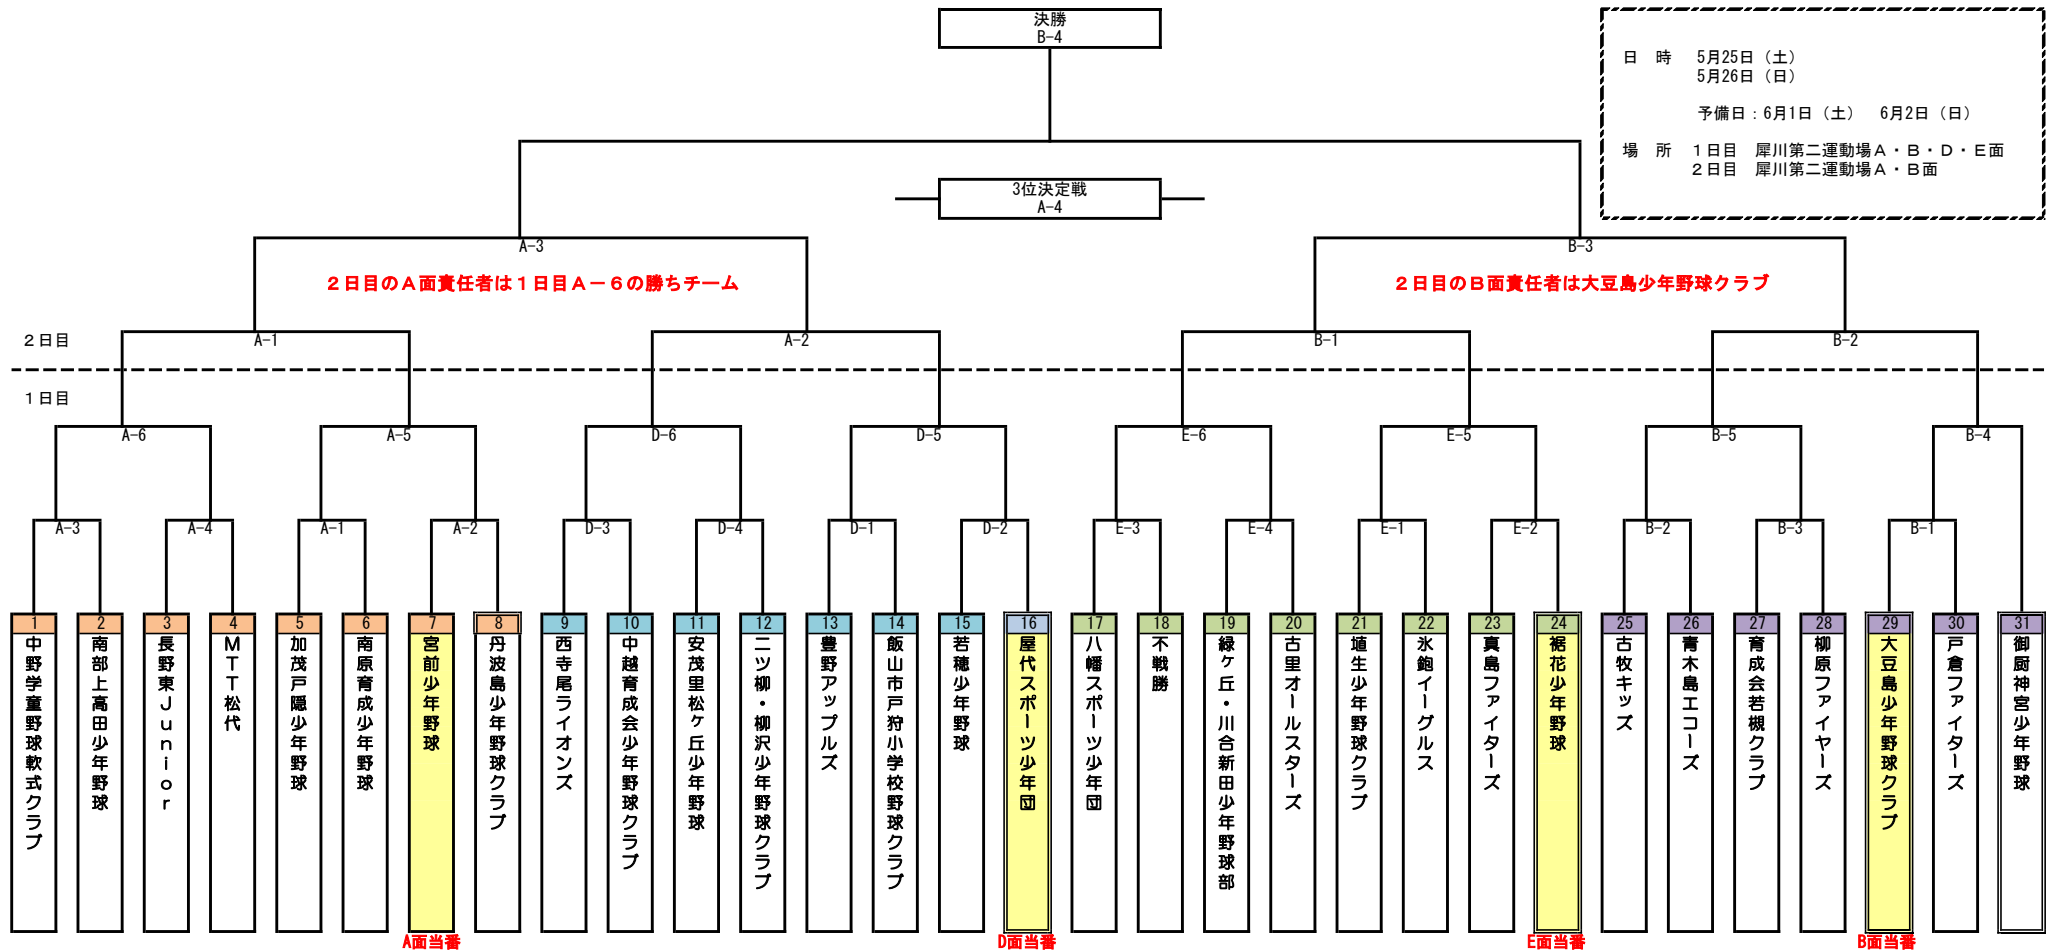 決勝
B-4
日　時　5月25日（土）
5月26日（日）
予備日：6月1日（土）　6月2日（日）
場　所　１日目　犀川第二運動場Ａ・Ｂ・Ｄ・Ｅ面
２日目　犀川第二運動場Ａ・Ｂ面
3位決定戦
A-4
A-3
B-3
２日目のＡ面責任者は１日目Ａ－６の勝ちチーム
２日目のＢ面責任者は大豆島少年野球クラブ
２日目
A-1
A-2
B-1
B-2
１日目
A-6
A-5
D-6
D-5
E-6
E-5
B-5
B-4
A-3
A-4
A-1
A-2
D-3
D-4
D-1
D-2
E-3
E-4
E-1
E-2
B-2
B-3
B-1
1
中野学童野球軟式クラブ
2
南部上高田少年野球
3
長野東Ｊｕｎｉｏｒ
4
ＭＴＴ松代
5
加茂戸隠少年野球
6
南原育成少年野球
7
宮前少年野球
8
丹波島少年野球クラブ
9
西寺尾ライオンズ
10
中越育成会少年野球クラブ
11
安茂里松ケ丘少年野球
12
二ツ柳・柳沢少年野球クラブ
13
豊野アップルズ
14
飯山市戸狩小学校野球クラブ
15
若穂少年野球
16
屋代スポーツ少年団
17
八幡スポーツ少年団
18
不戦勝
19
緑ケ丘・川合新田少年野球部
20
古里オールスターズ
21
埴生少年野球クラブ
22
氷鉋イーグルス
23
真島ファイターズ
24
裾花少年野球
25
古牧キッズ
26
青木島エコーズ
27
育成会若槻クラブ
28
柳原ファイヤーズ
29
大豆島少年野球クラブ
30
戸倉ファイターズ
31
御厨神宮少年野球
A面当番
D面当番
E面当番
B面当番